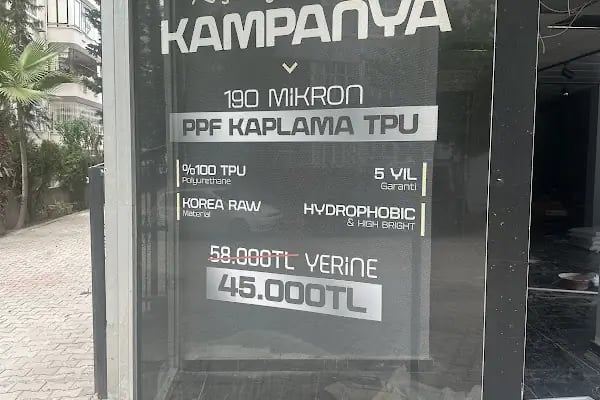 KAMPANYA
190 MİKRON
PPF KAPLAMA TPU
%100 TPU
Polyurethane
5 YIL
Garanti
KOREA RAW
Material
HYDROPHOBIC
& HIGH BRIGHT
58.000TL YERİNE
45.000TL